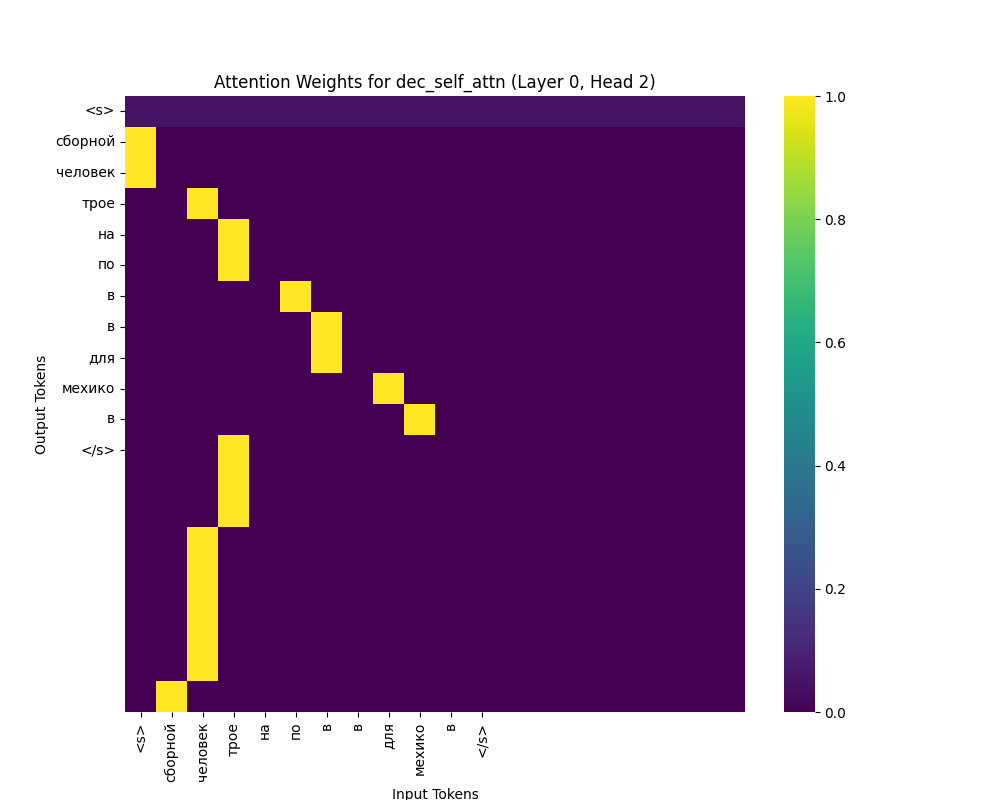 Attention Weights for dec_self_attn (Layer 0, Head 2)
<s>
сборной
человек
трое
на
по
в
в
для
мехико
в
</s>
Output Tokens
<s>
сборной
человек
трое
на
по
в
в
для
мехико
в
</s>
Input Tokens
1.0
0.8
0.6
0.4
0.2
0.0